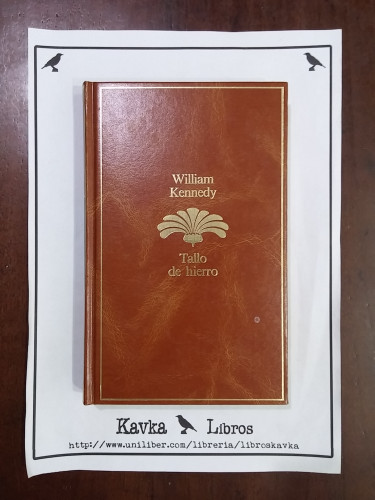 William
Kennedy
Tallo
de hierro
Kavka Libros
http://www.uniliber.com/libreria/libroskavka